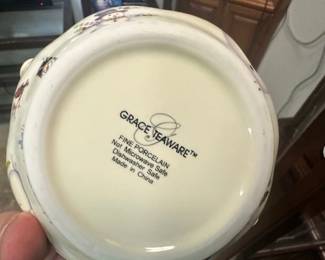 G
GRACE TEAWARE™
FINE PORCELAIN
Not Microwave Safe
Dishwasher Safe
Made in China